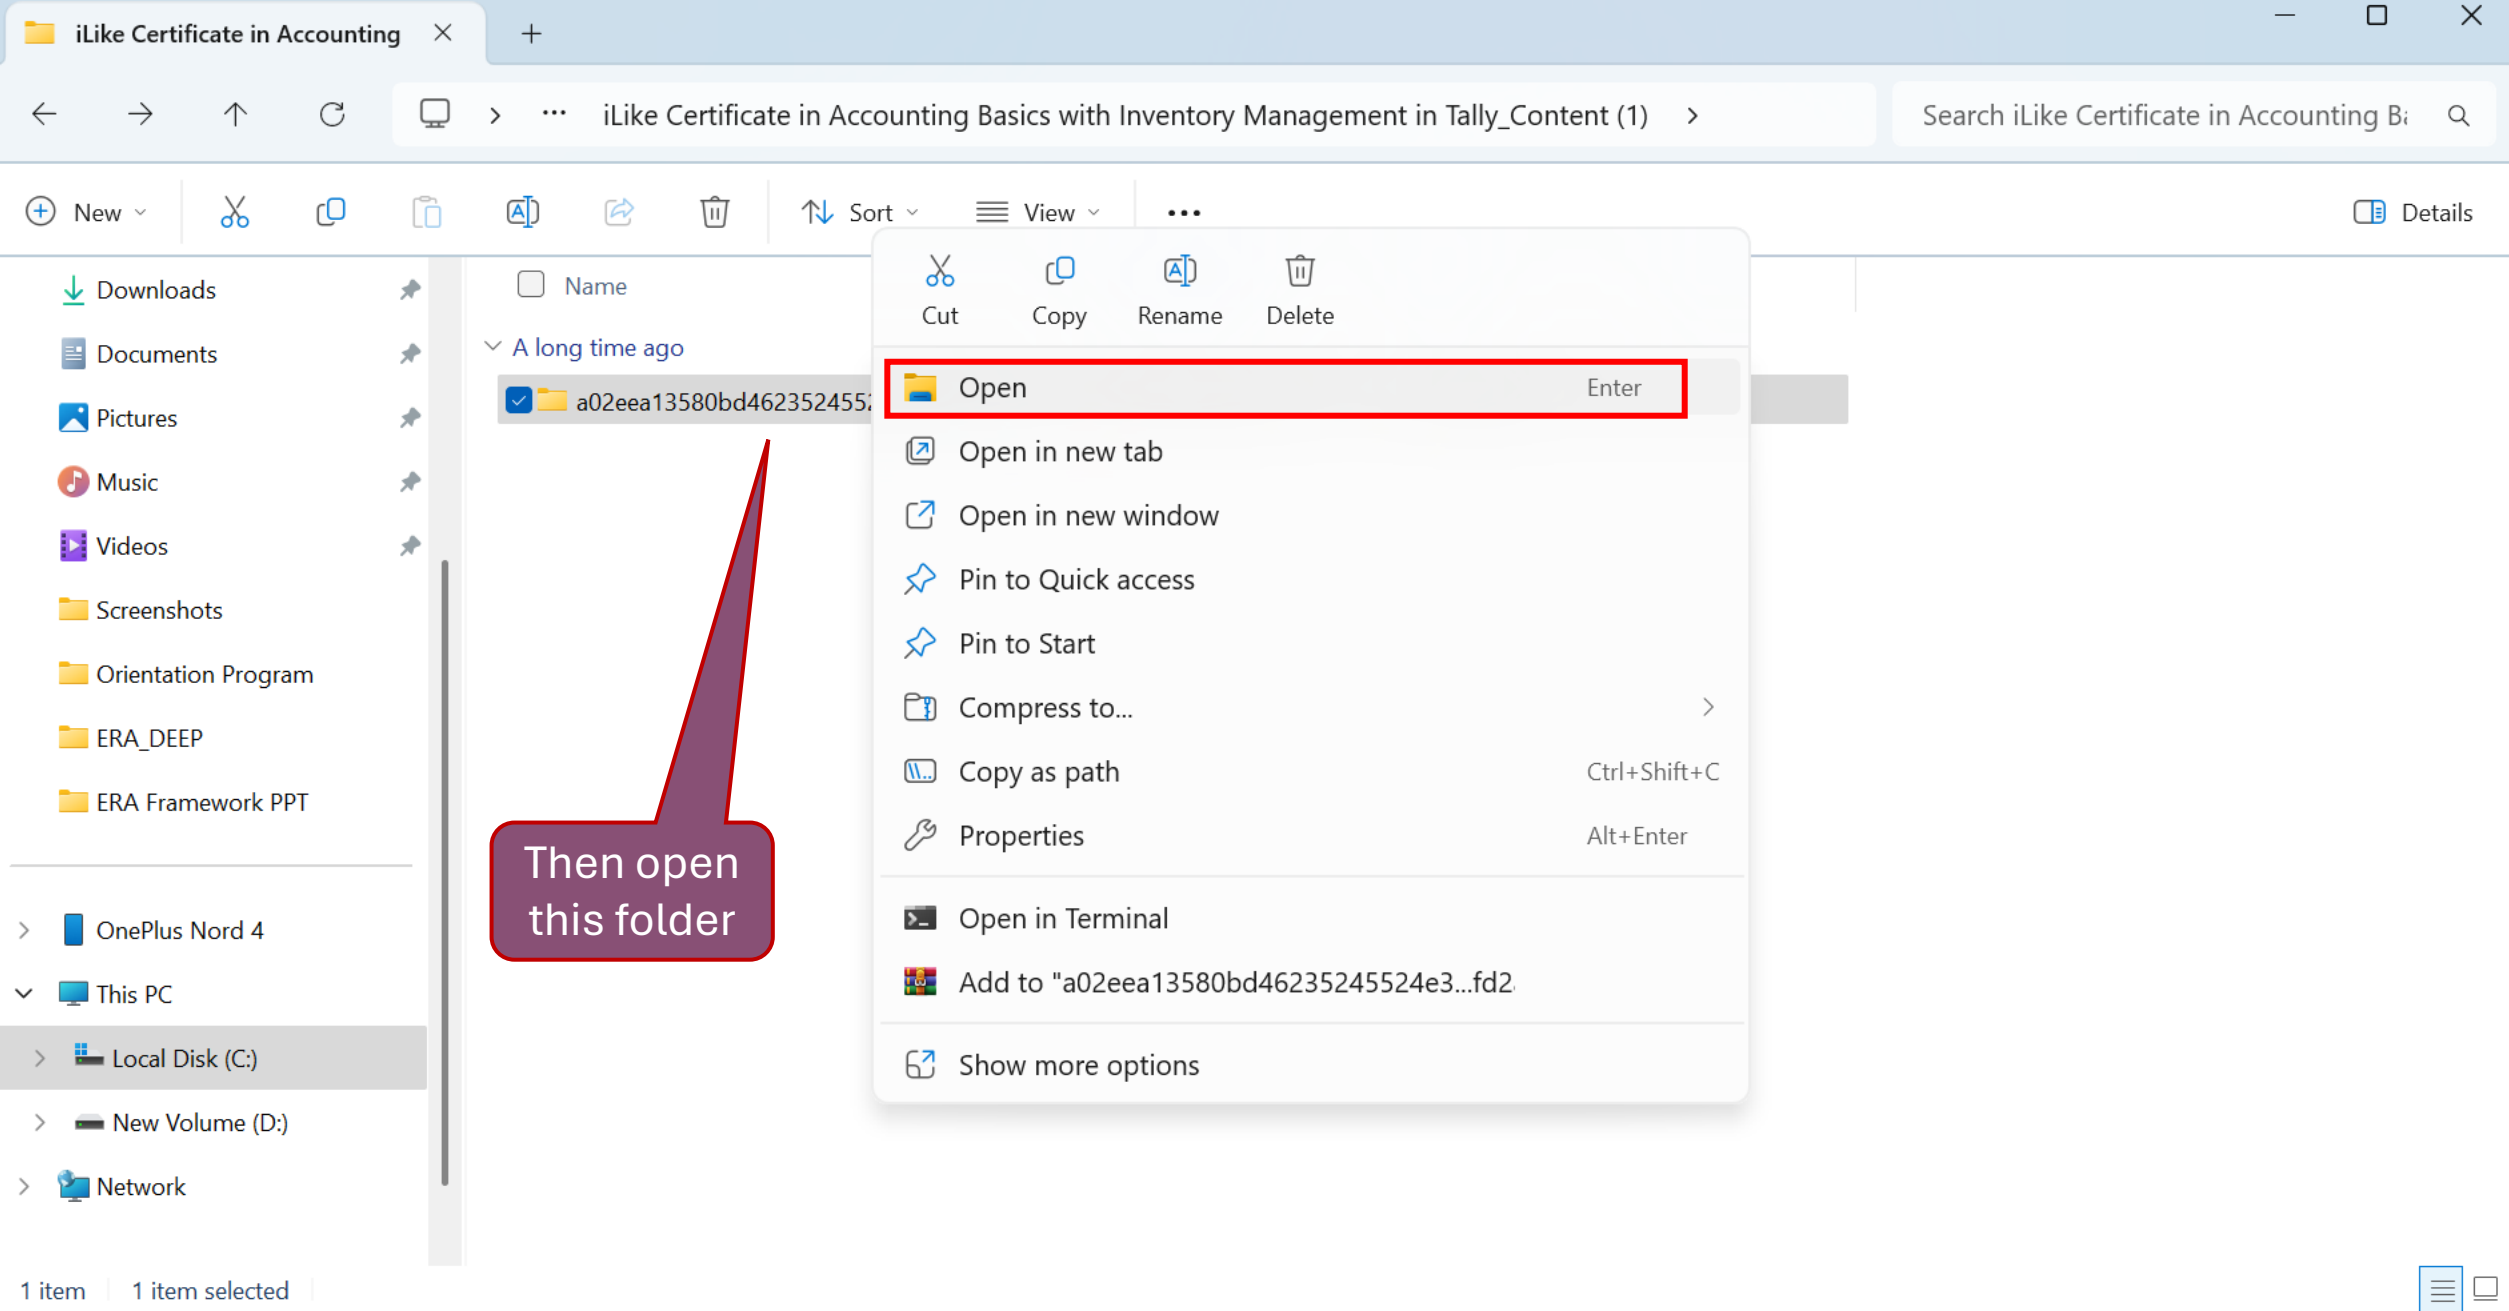 iLike Certificate in Accounting
iLike Certificate in Accounting Basics with Inventory Management in Tally_Content (1)
Search iLike Certificate in Accounting
New
Sort
View
Details
Downloads
Documents
Pictures
Music
Videos
Screenshots
Orientation Program
ERA_DEEP
ERA Framework PPT
OnePlus Nord 4
This PC
Local Disk (C:)
New Volume (D:)
Network
Name
A long time ago
a02eea13580bd462352455
Then open
this folder
Cut
Copy
Rename
Delete
Open Enter
Open in new tab
Open in new window
Pin to Quick access
Pin to Start
Compress to...
Copy as path Ctrl+Shift+C
Properties Alt+Enter
Open in Terminal
Add to "a02eea13580bd46235245524e3...fd2
Show more options
1 item
1 item selected